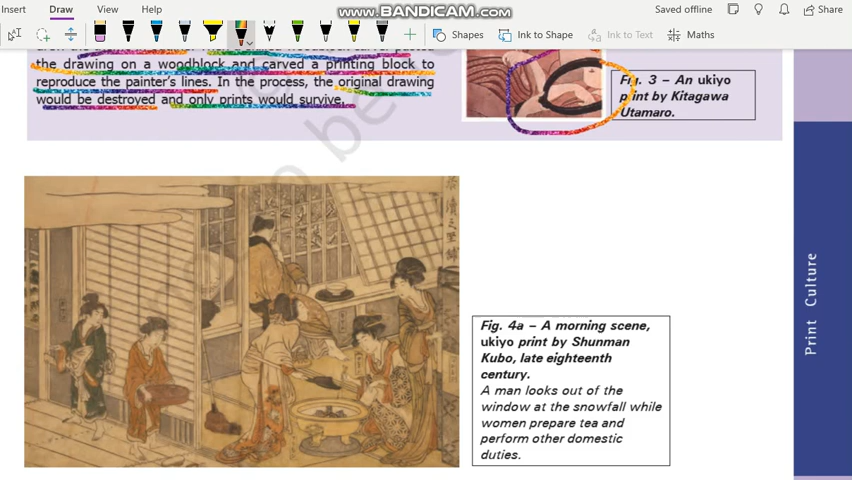 www.BANDICAM.com
Insert Draw View Help
Saved offline Share
Shapes Ink to Shape Ink to Text Maths
the drawing on a woodblock and carved a printing block to
reproduce the painter's lines. In the process, the original drawing
would be destroyed and only prints would survive.
Fig. 3 – An ukiyo
print by Kitagawa
Utamaro.
to be
Fig. 4a – A morning scene,
ukiyo print by Shunman
Kubo, late eighteenth
century.
A man looks out of the
window at the snowfall while
women prepare tea and
perform other domestic
duties.
Print Culture